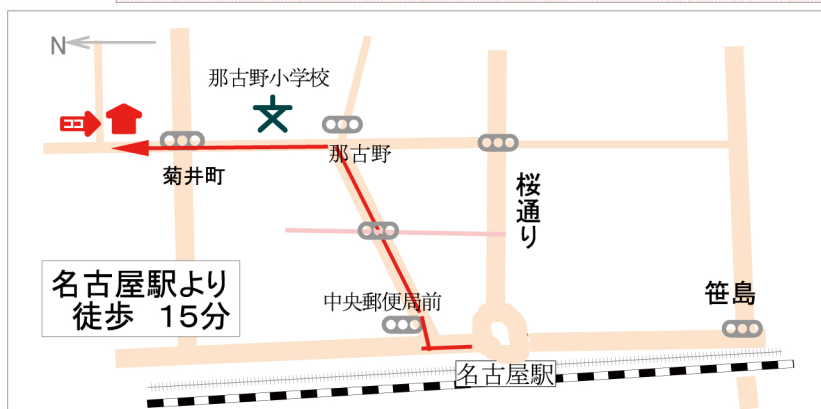 N
那古野小学校
ココ
那古野
菊井町
桜通り
名古屋駅より
徒歩 15分
中央郵便局前
笹島
名古屋駅